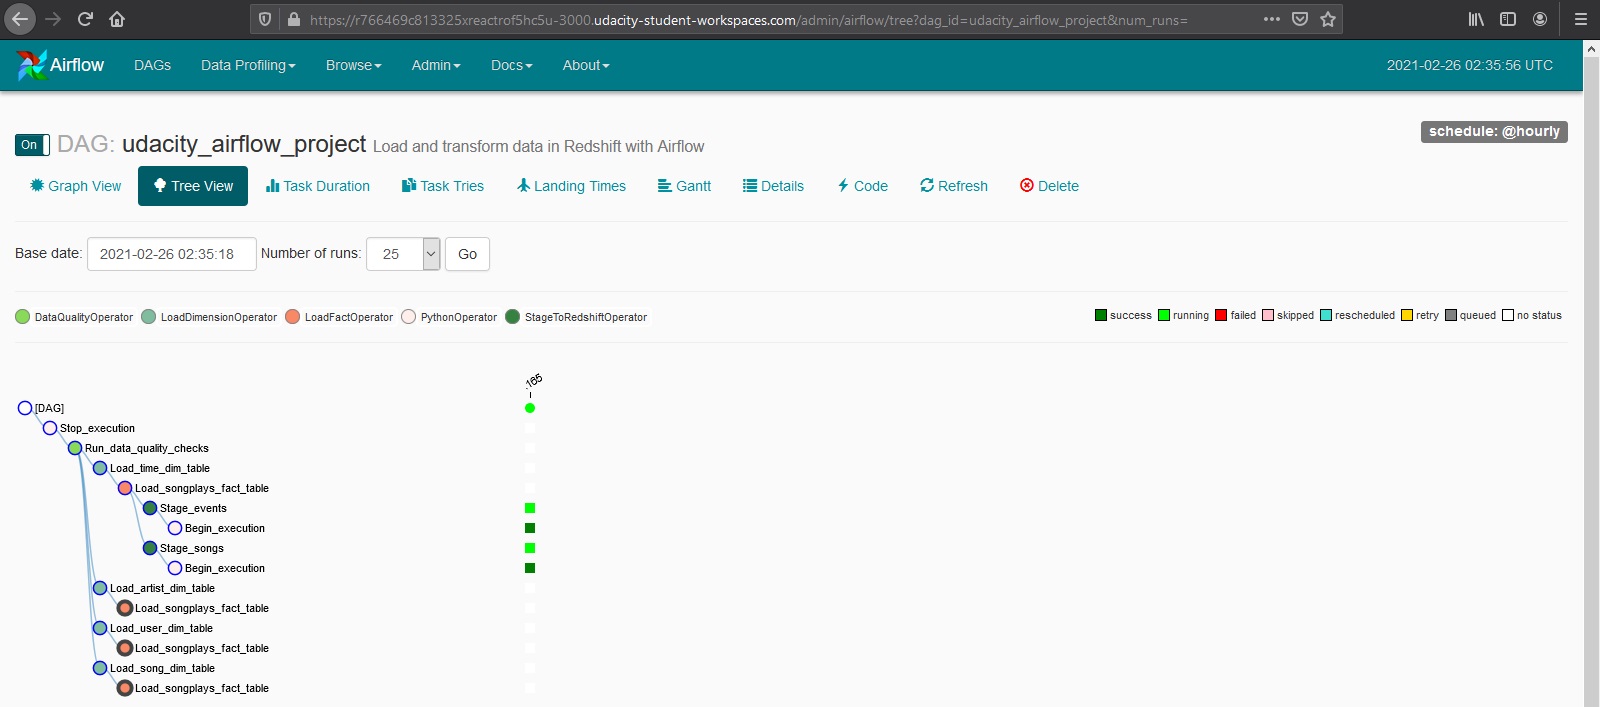 https://r766469c813325xreactrof5hc5u-3000.udacity-student-workspaces.com/admin/airflow/tree?dag_id=udacity_airflow_project&num_runs=
Airflow DAGs Data Profiling Browse Admin Docs About 2021-02-26 02:35:56 UTC
schedule: @hourly
On DAG: udacity_airflow_project Load and transform data in Redshift with Airflow
Graph View Tree View Task Duration Task Tries Landing Times Gantt Details Code Refresh Delete
Base date: 2021-02-26 02:35:18 Number of runs: 25 Go
DataQualityOperator LoadDimensionOperator LoadFactOperator PythonOperator StageToRedshiftOperator success running failed skipped rescheduled retry queued no status
.165
[DAG]
Stop_execution
Run_data_quality_checks
Load_time_dim_table
Load_songplays_fact_table
Stage_events
Begin_execution
Stage_songs
Begin_execution
Load_artist_dim_table
Load_songplays_fact_table
Load_user_dim_table
Load_songplays_fact_table
Load_song_dim_table
Load_songplays_fact_table